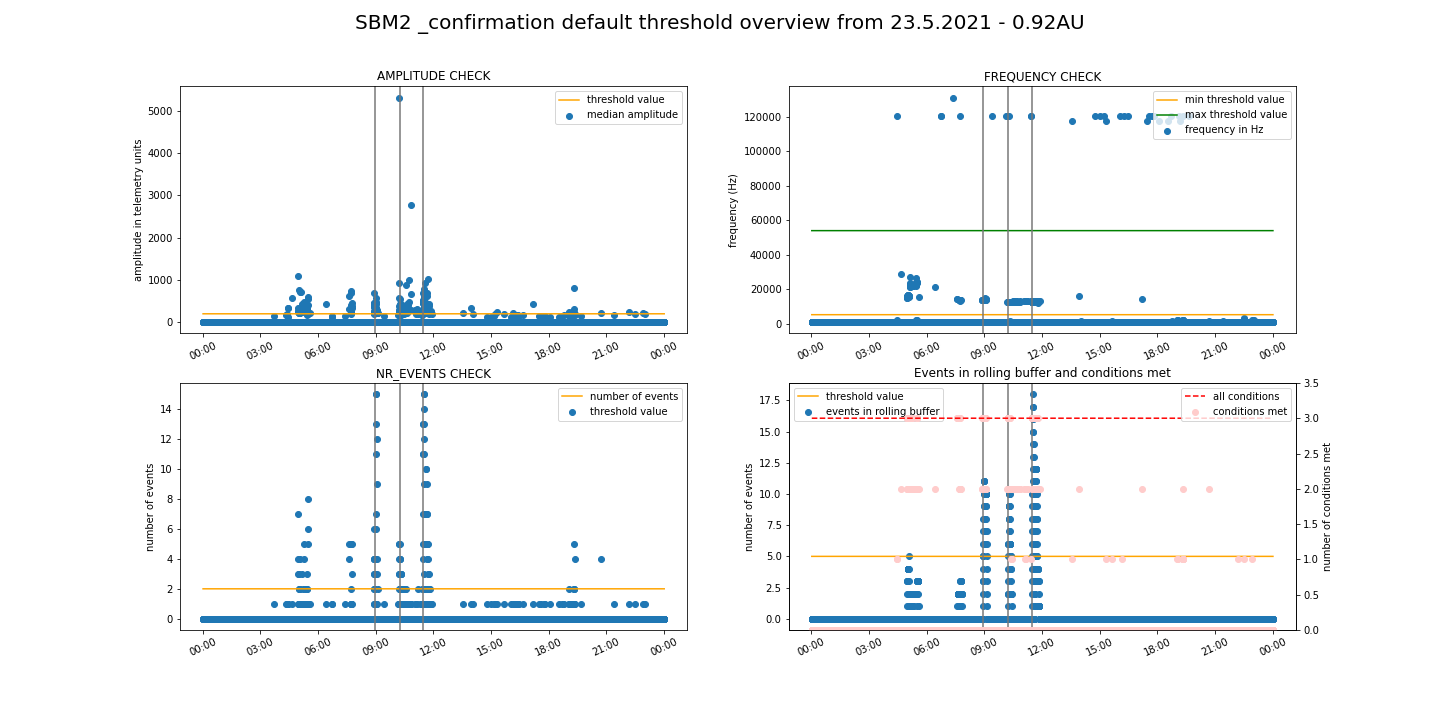 SBM2 _confirmation default threshold overview from 23.5.2021 - 0.92AU
AMPLITUDE CHECK
amplitude in telemetry units
5000
4000
3000
2000
1000
0
threshold value
median amplitude
00:00 03:00 06:00 09:00 12:00 15:00 18:00 21:00 00:00
FREQUENCY CHECK
frequency (Hz)
120000
100000
80000
60000
40000
20000
0
min threshold value
max threshold value
frequency in Hz
00:00 03:00 06:00 09:00 12:00 15:00 18:00 21:00 00:00
NR_EVENTS CHECK
number of events
14
12
10
8
6
4
2
0
number of events
threshold value
00:00 03:00 06:00 09:00 12:00 15:00 18:00 21:00 00:00
Events in rolling buffer and conditions met
number of events
17.5
15.0
12.5
10.0
7.5
5.0
2.5
0.0
threshold value
events in rolling buffer
all conditions
conditions met
3.5
3.0
2.5
2.0
1.5
1.0
0.5
0.0
number of conditions met
00:00 03:00 06:00 09:00 12:00 15:00 18:00 21:00 00:00